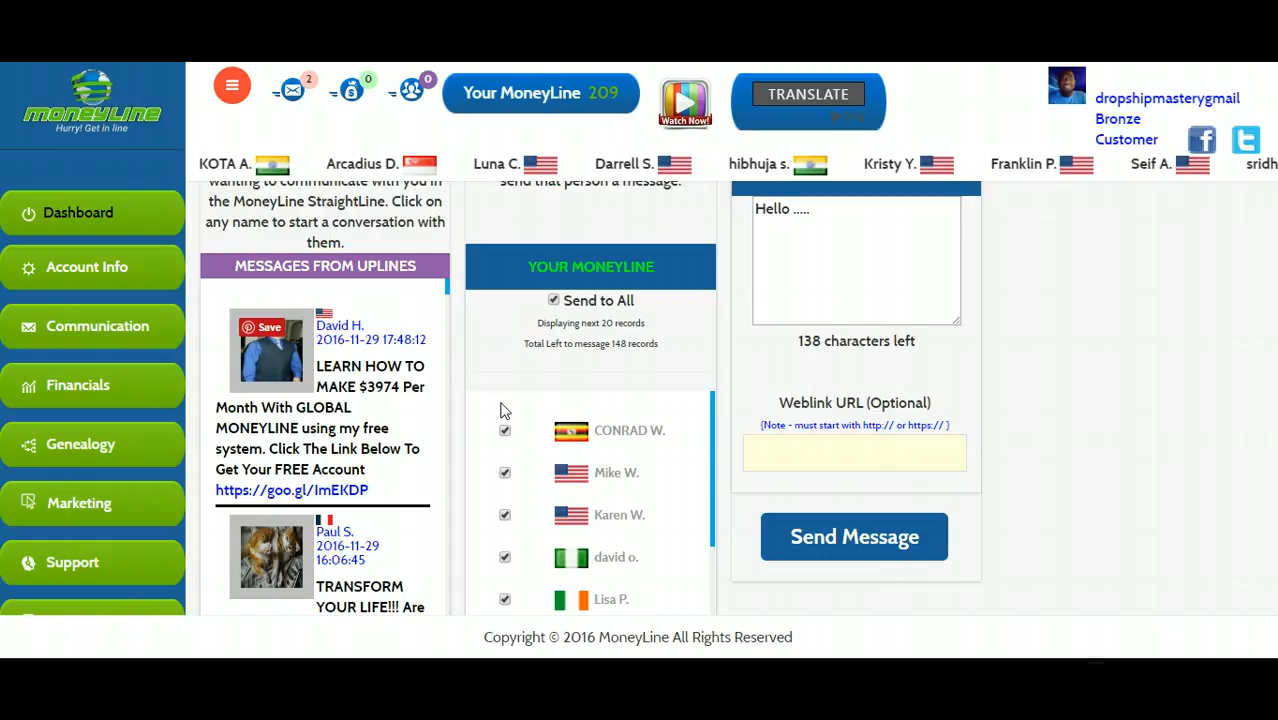 MONEYLINE
Hurry! Get in line
2
0
0
Your MoneyLine 209
Watch Now!
TRANSLATE
dropshipmasterygmail
Bronze
Customer
KOTA A.
Arcadius D.
Luna C.
Darrell S.
hibhuja s.
Kristy Y.
Franklin P.
Seif A.
sridh
Dashboard
Account Info
Communication
Financials
Genealogy
Marketing
Support
wanting to communicate with you in
the MoneyLine StraightLine. Click on
any name to start a conversation with
them.
MESSAGES FROM UPLINES
Save
David H.
2016-11-29 17:48:12
LEARN HOW TO
MAKE $3974 Per
Month With GLOBAL
MONEYLINE using my free
system. Click The Link Below To
Get Your FREE Account
https://goo.gl/ImEKDP
Paul S.
2016-11-29
16:06:45
TRANSFORM
YOUR LIFE!!! Are
send that person a message.
YOUR MONEYLINE
Send to All
Displaying next 20 records
Total Left to message 148 records
CONRAD W.
Mike W.
Karen W.
david o.
Lisa P.
Hello .....
138 characters left
Weblink URL (Optional)
{Note - must start with http:// or https:// }
Send Message
Copyright © 2016 MoneyLine All Rights Reserved